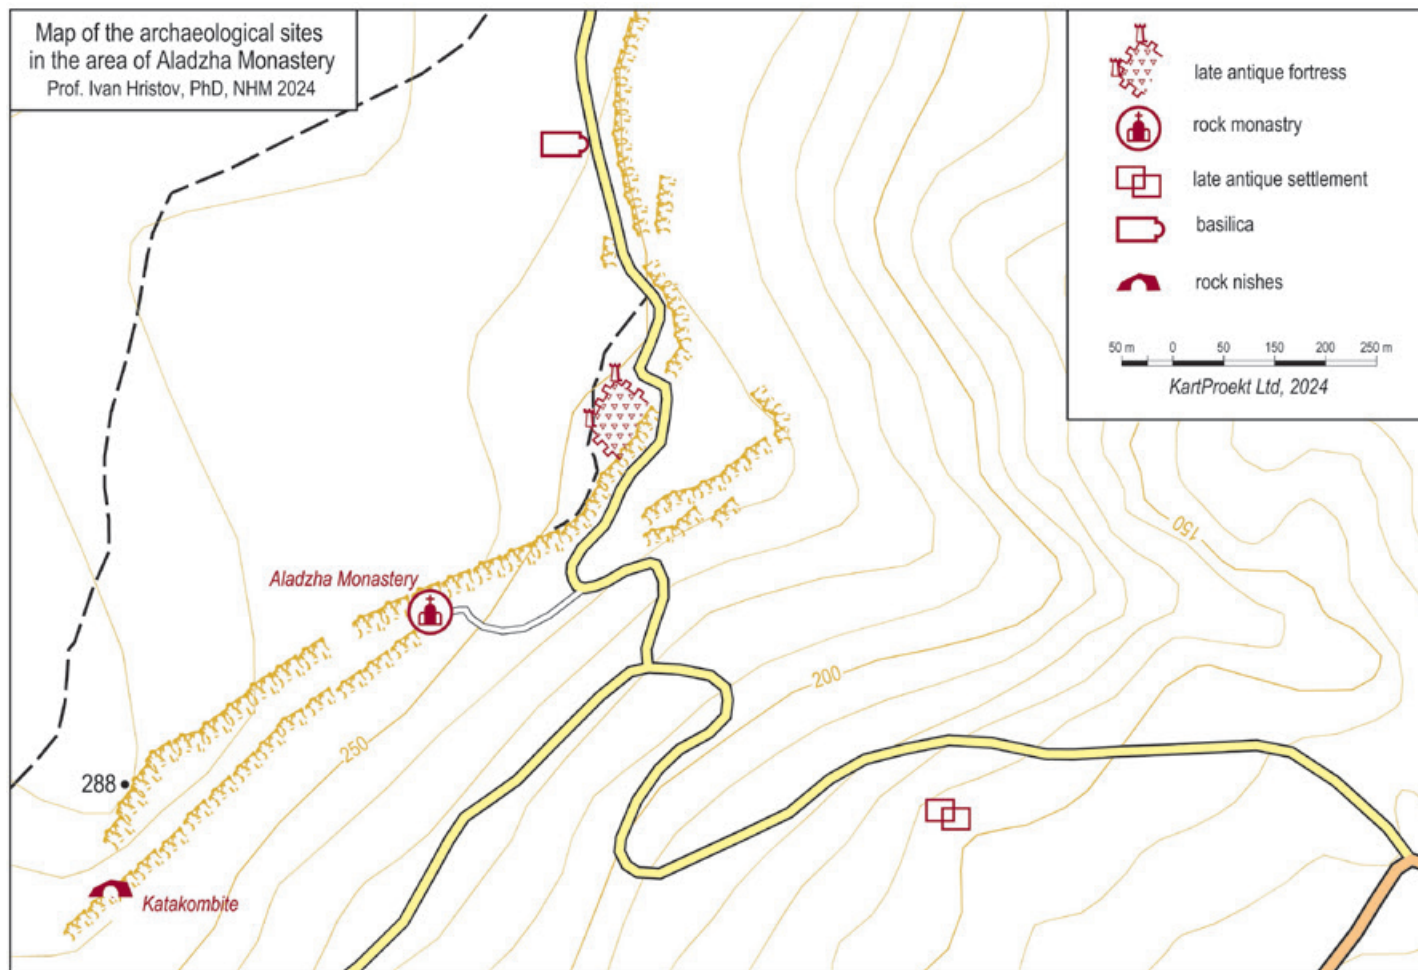 Map of the archaeological sites
in the area of Aladzha Monastery
Prof. Ivan Hristov, PhD, NHM 2024
late antique fortress
rock monastry
late antique settlement
basilica
rock nishes
50 m 0 50 150 200 250 m
KartProekt Ltd, 2024
150
Aladzha Monastery
200
250
288
Katakombite